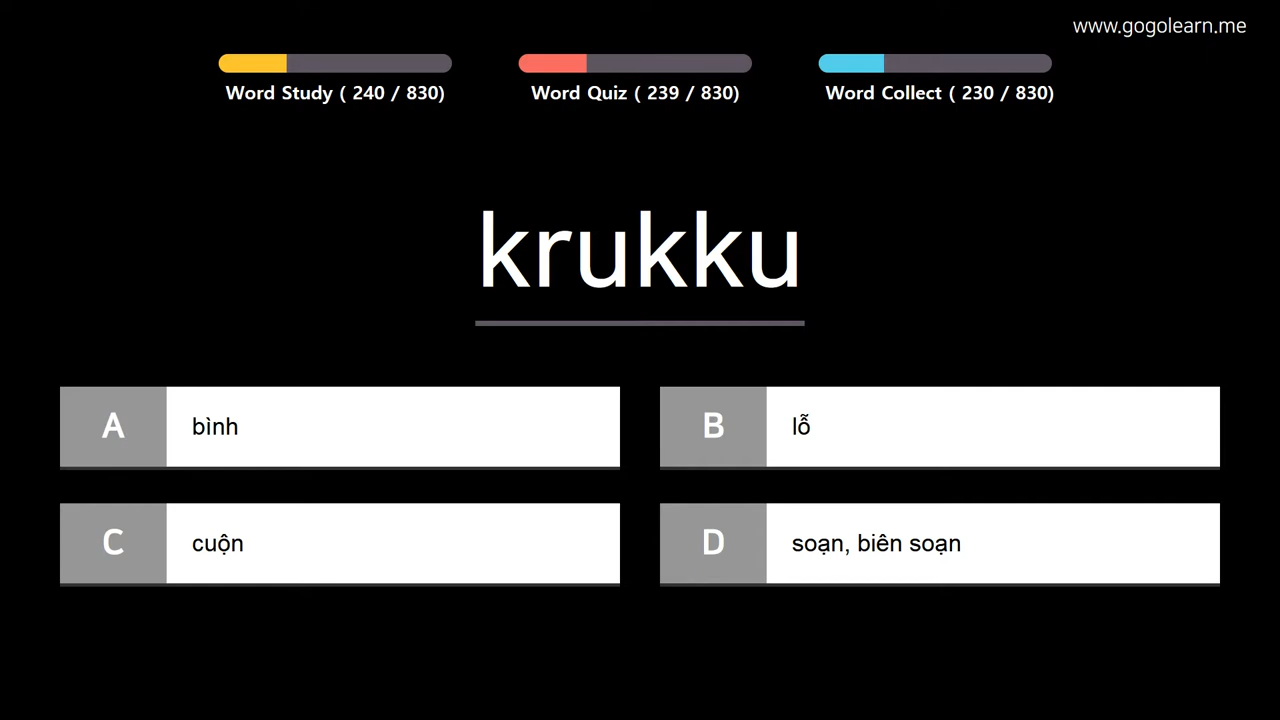 www.gogolearn.me
Word Study ( 240 / 830)
Word Quiz ( 239 / 830)
Word Collect ( 230 / 830)
krukku
A bình
B lỗ
C cuộn
D soạn, biên soạn